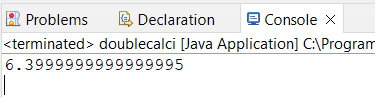 Problems Declaration Console
<terminated> doublecalci [Java Application] C:\Program
6.3999999999999995